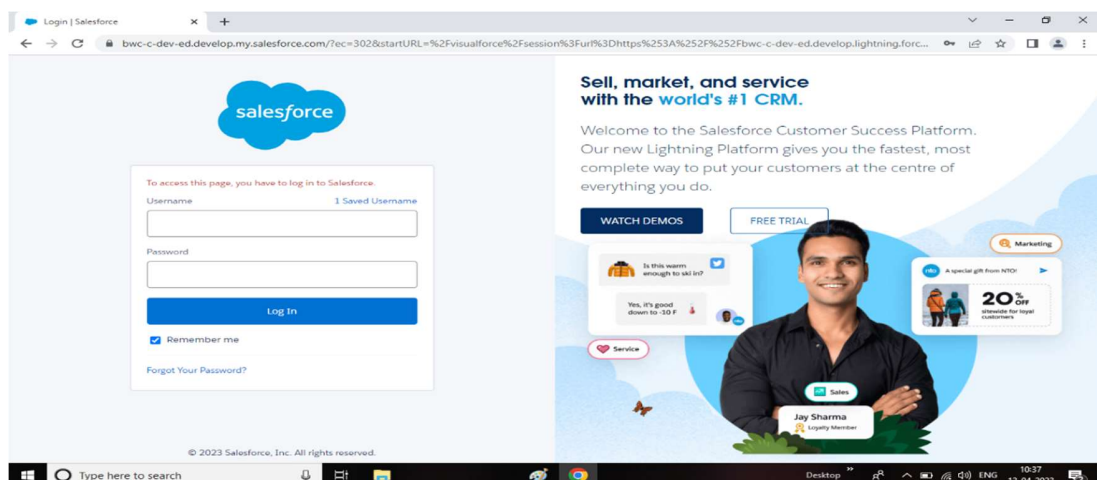 Login | Salesforce
bwc-c-dev-ed.develop.my.salesforce.com/?ec=302&startURL=%2Fvisualforce%2Fsession%3Furl%3Dhttps%253A%252F%252Fbwc-c-dev-ed.develop.lightning.forc...
salesforce
To access this page, you have to log in to Salesforce.
Username 1 Saved Username
Password
Log In
Remember me
Forgot Your Password?
© 2023 Salesforce, Inc. All rights reserved.
Sell, market, and service
with the world's #1 CRM.
Welcome to the Salesforce Customer Success Platform.
Our new Lightning Platform gives you the fastest, most
complete way to put your customers at the centre of
everything you do.
WATCH DEMOS FREE TRIAL
Marketing
Is this warm
enough to ski in?
Yes, it's good
down to -10 F
nto A special gift from NTO!
20% OFF
sitewide for loyal
customers
Service
Sales
Jay Sharma
Loyalty Member
Type here to search
Desktop ENG 10:37